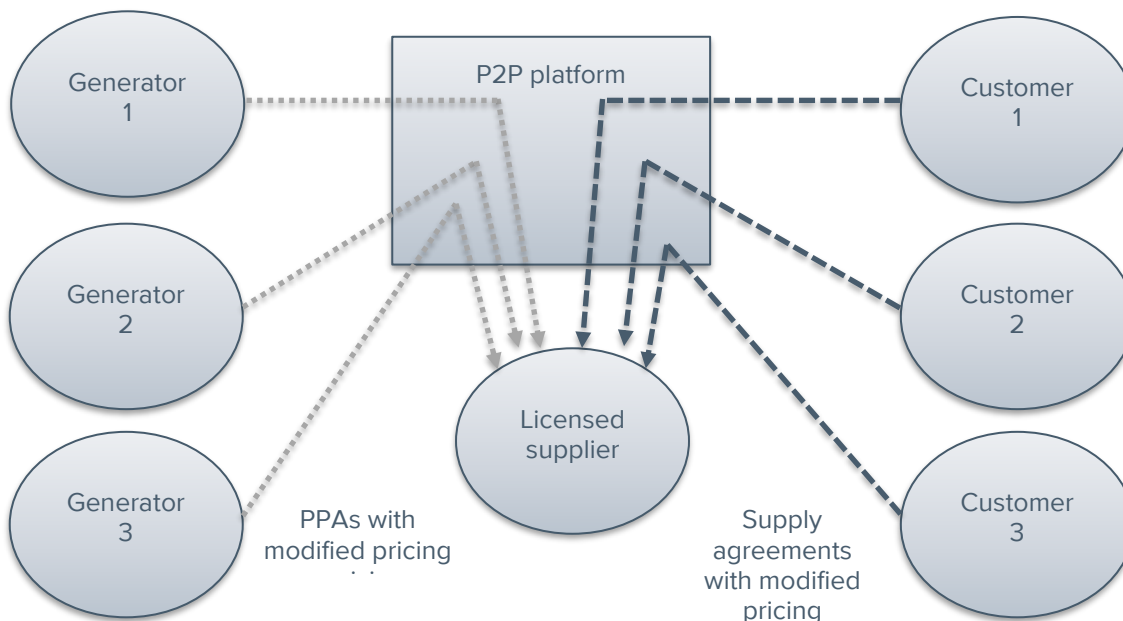 Generator
1
P2P platform
Customer
1
Generator
2
Customer
2
Licensed
supplier
Generator
3
PPAs with
modified pricing
Supply
agreements
with modified
pricing
Customer
3